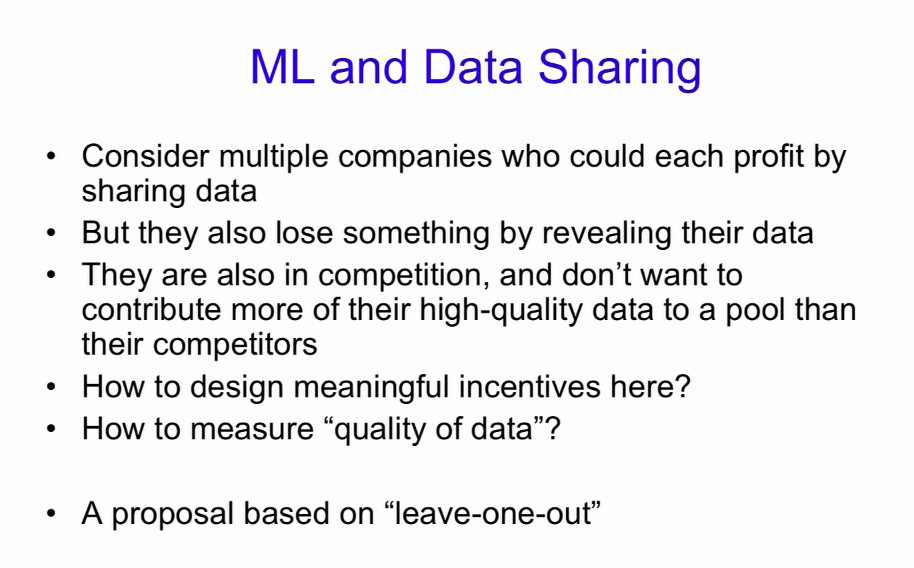 ML and Data Sharing
• Consider multiple companies who could each profit by
sharing data
• But they also lose something by revealing their data
• They are also in competition, and don’t want to
contribute more of their high-quality data to a pool than
their competitors
• How to design meaningful incentives here?
• How to measure “quality of data”?
• A proposal based on “leave-one-out”